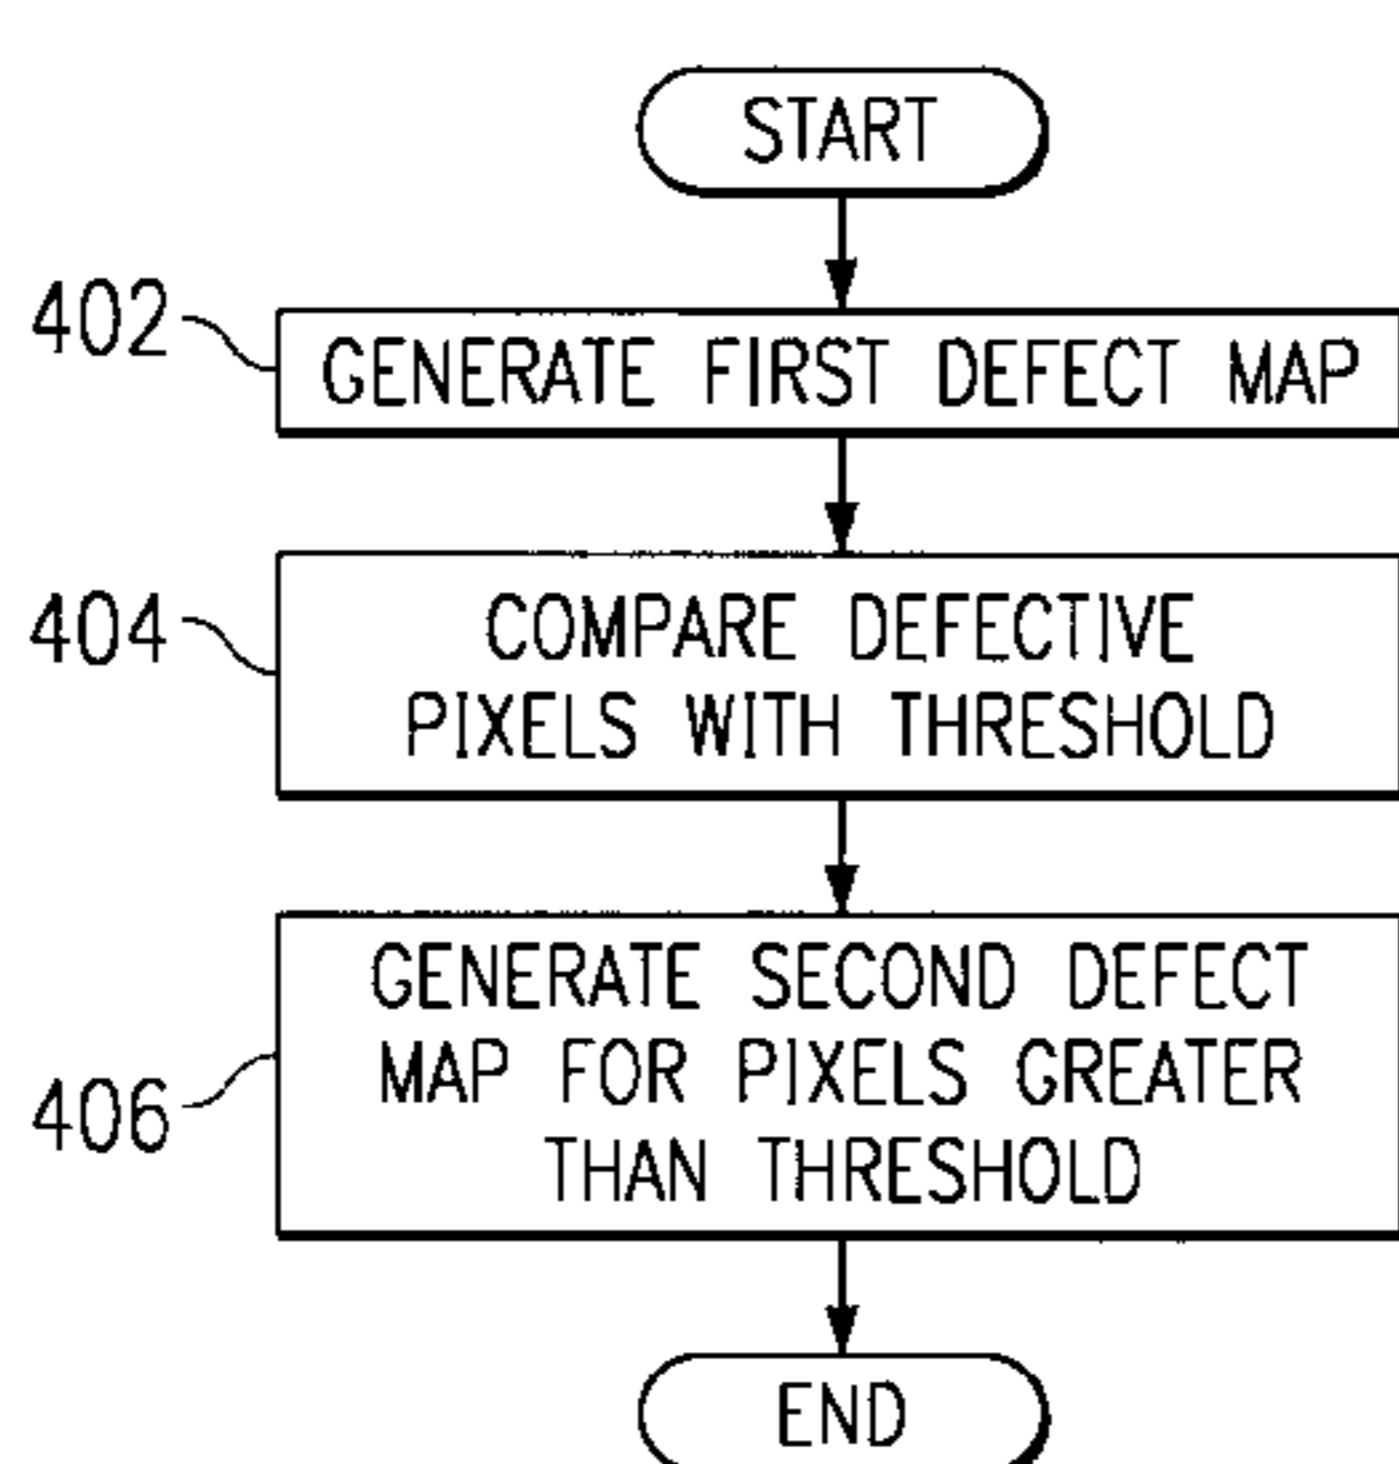 START
402
GENERATE FIRST DEFECT MAP
404
COMPARE DEFECTIVE
PIXELS WITH THRESHOLD
406
GENERATE SECOND DEFECT
MAP FOR PIXELS GREATER
THAN THRESHOLD
END